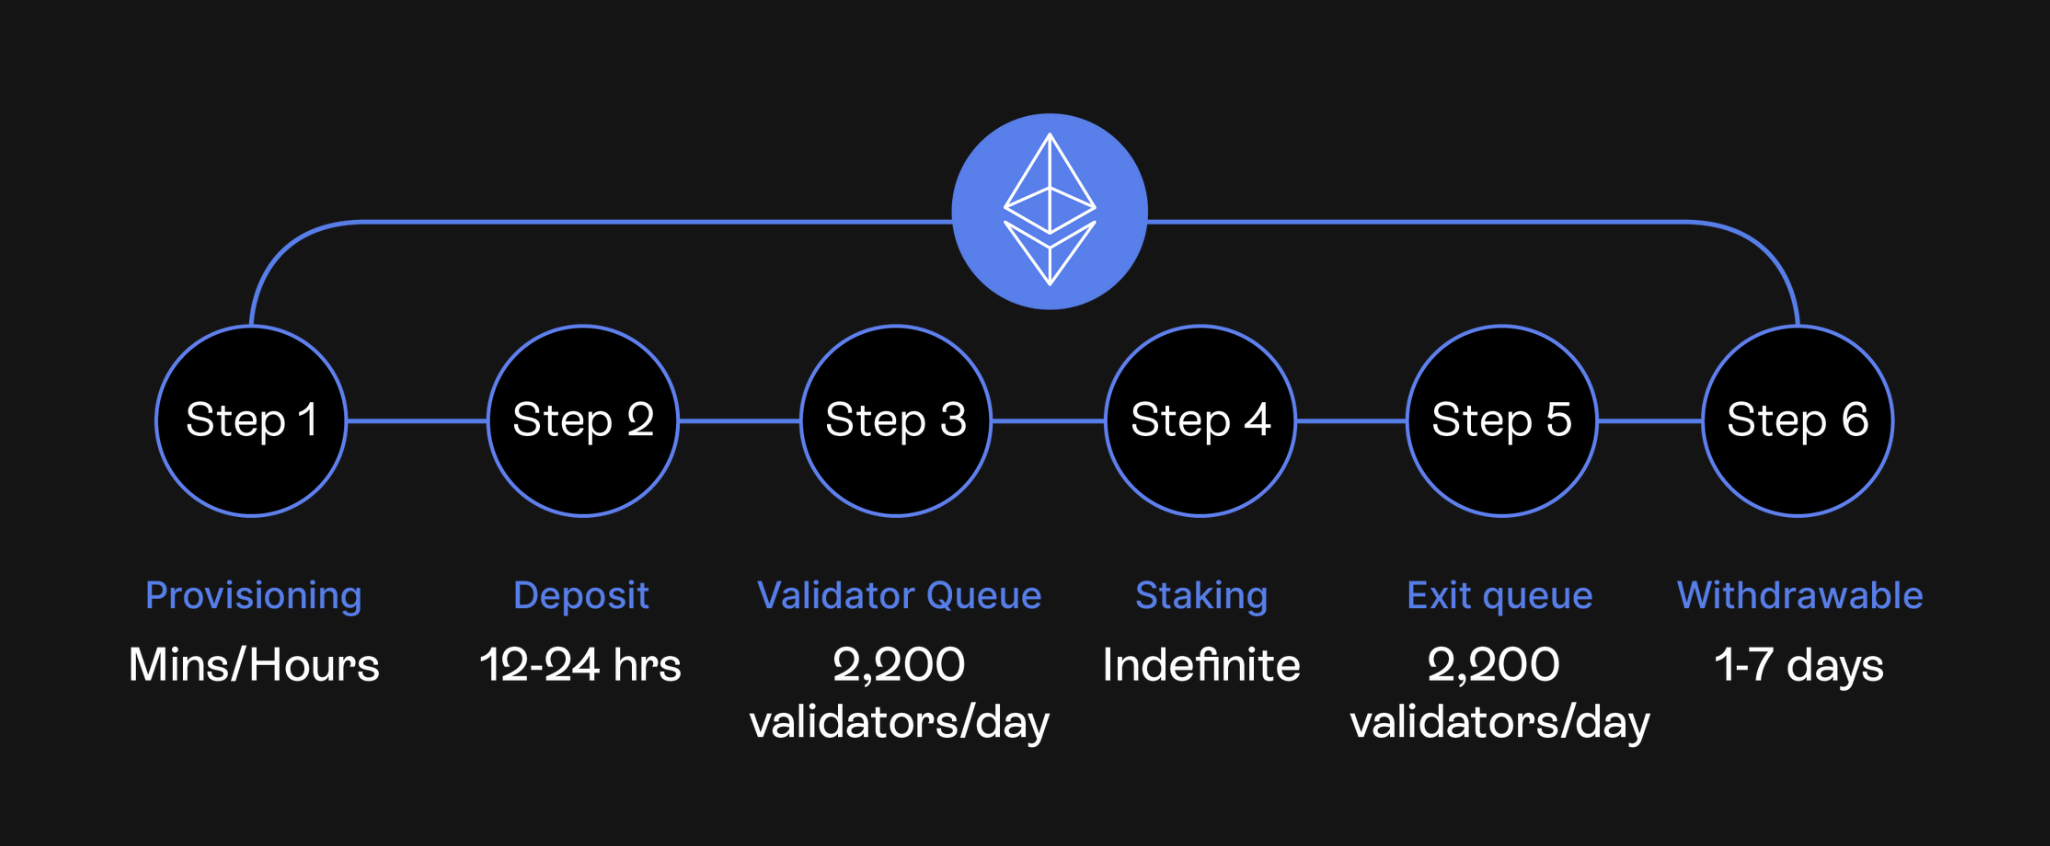 Step 1
Step 2
Step 3
Step 4
Step 5
Step 6
Provisioning
Mins/Hours
Deposit
12-24 hrs
Validator Queue
2,200
validators/day
Staking
Indefinite
Exit queue
2,200
validators/day
Withdrawable
1-7 days